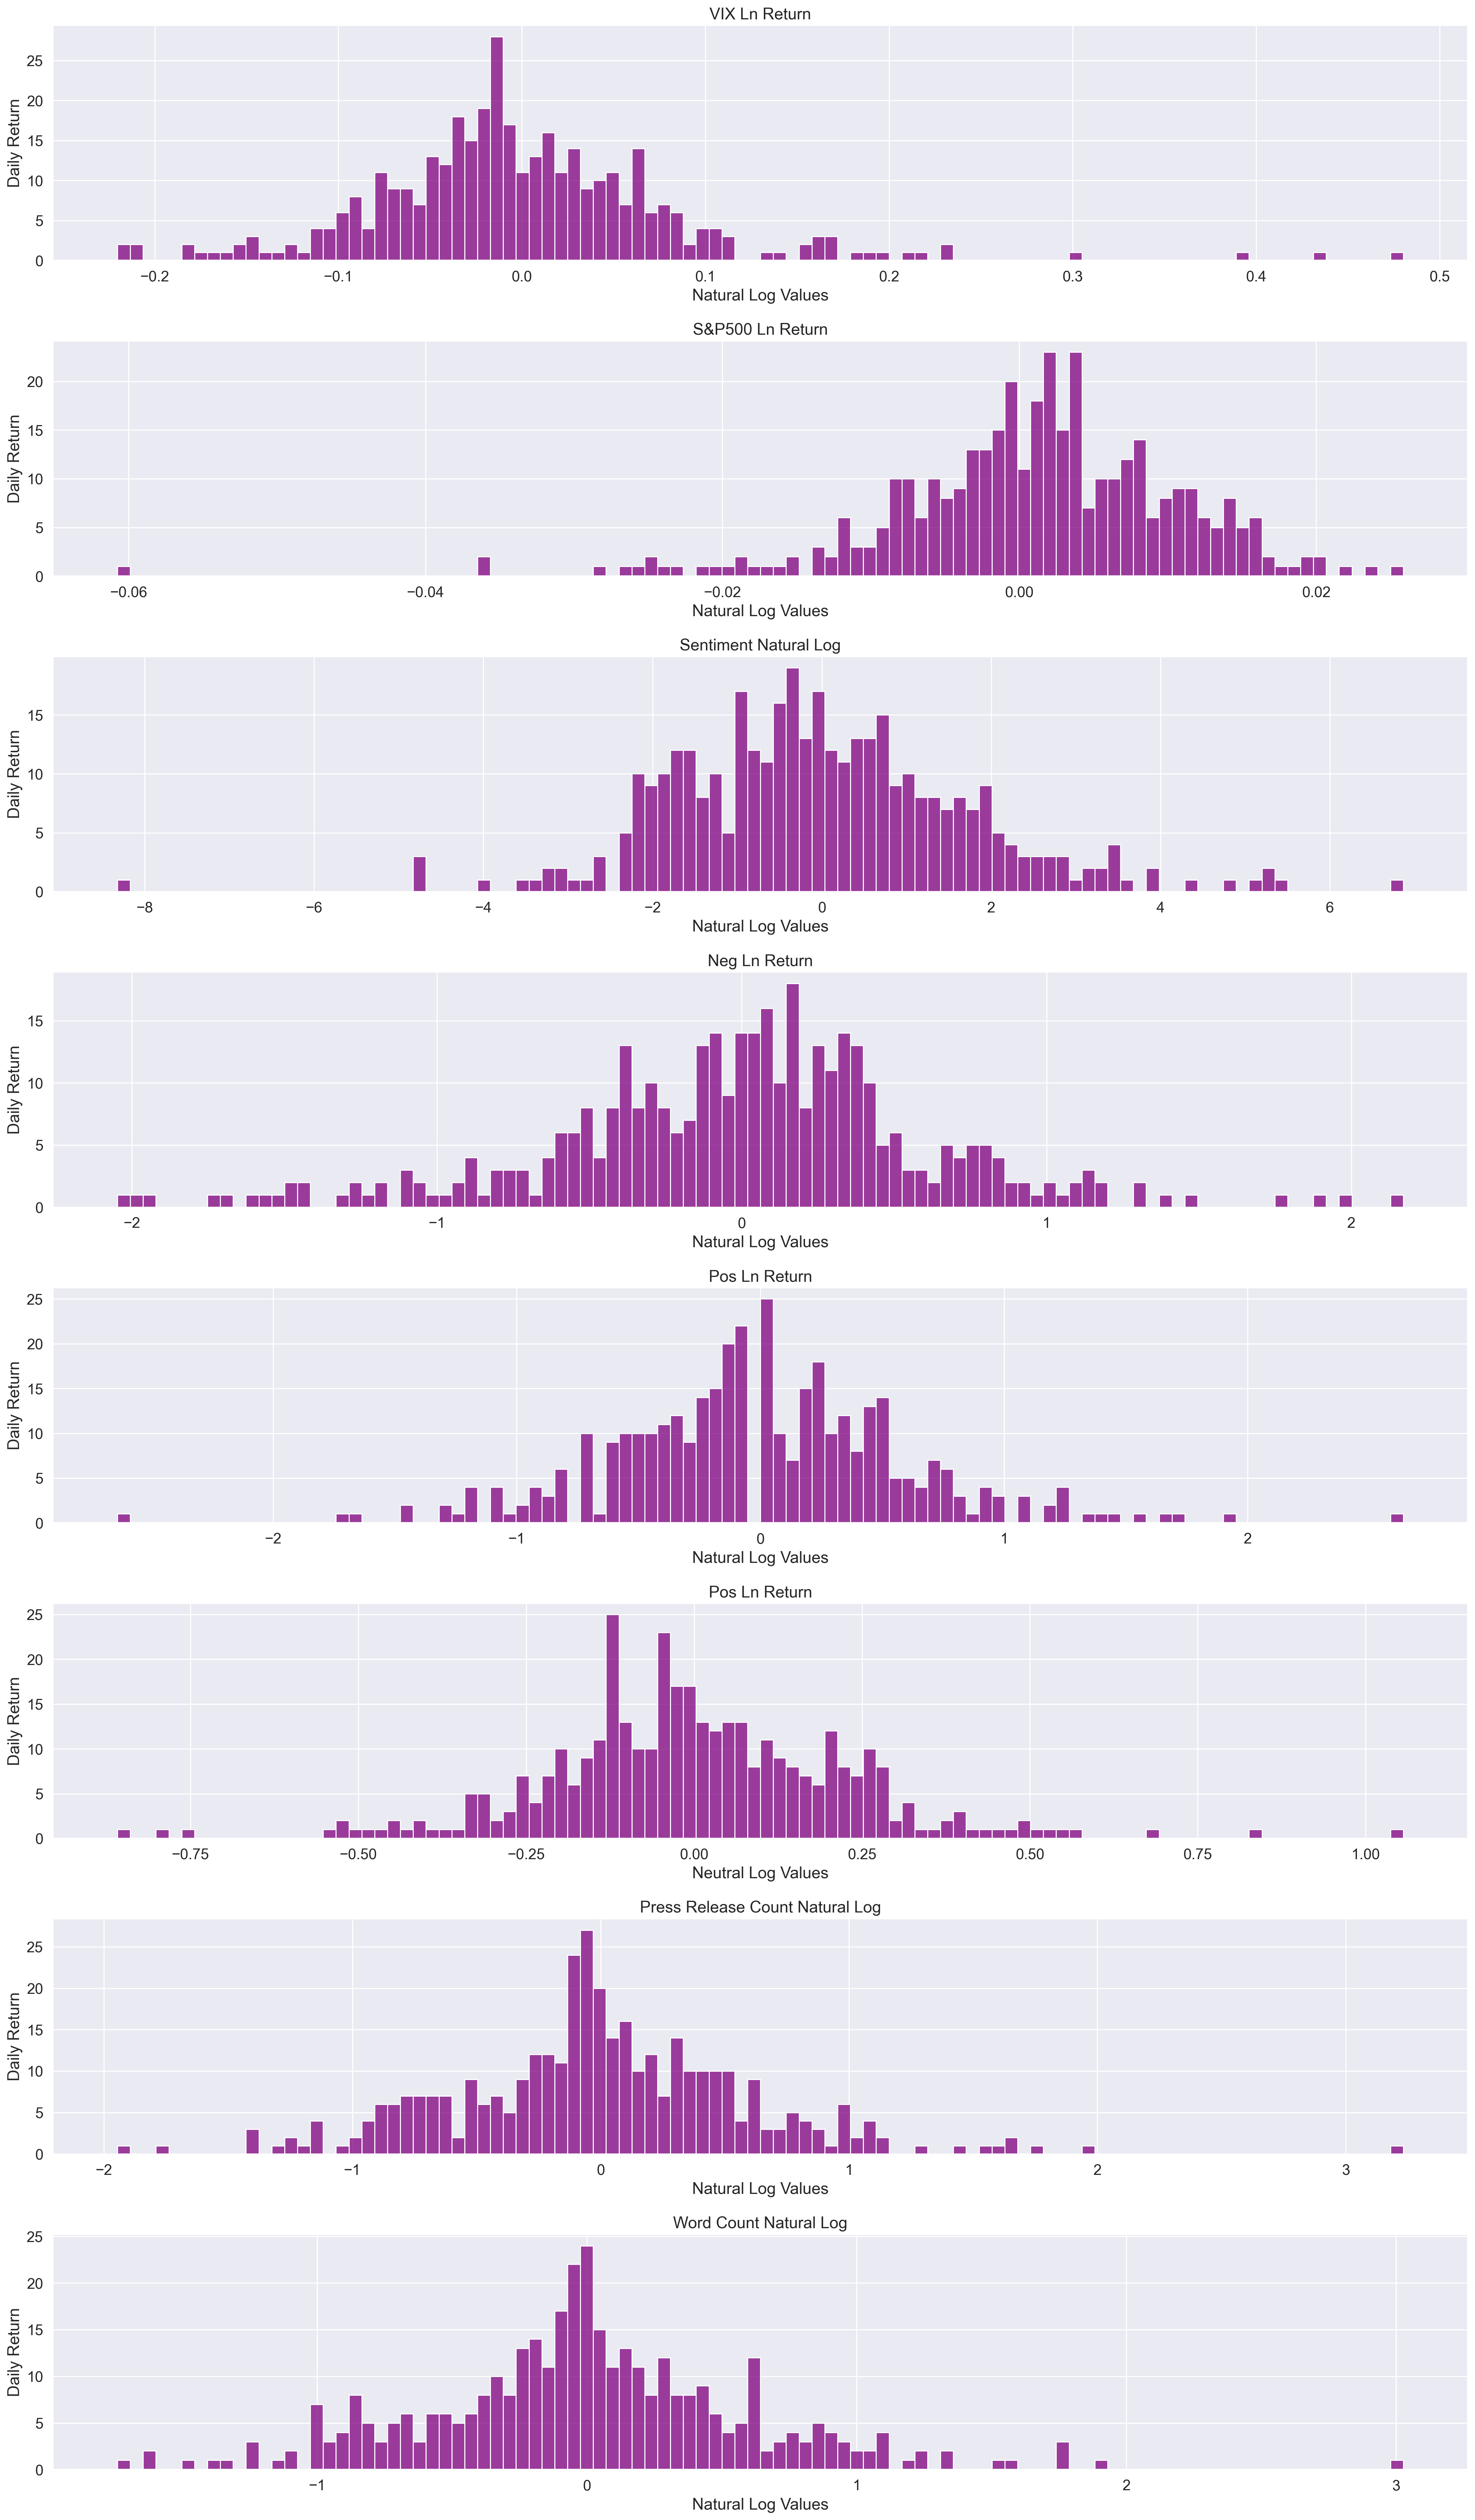 VIX Ln Return
Daily Return
25
20
15
10
5
0
−0.2 −0.1 0.0 0.1 0.2 0.3 0.4 0.5
Natural Log Values
S&P500 Ln Return
Daily Return
20
15
10
5
0
−0.06 −0.04 −0.02 0.00 0.02
Natural Log Values
Sentiment Natural Log
Daily Return
15
10
5
0
−8 −6 −4 −2 0 2 4 6
Natural Log Values
Neg Ln Return
Daily Return
15
10
5
0
−2 −1 0 1 2
Natural Log Values
Pos Ln Return
Daily Return
25
20
15
10
5
0
−2 −1 0 1 2
Natural Log Values
Pos Ln Return
Daily Return
25
20
15
10
5
0
−0.75 −0.50 −0.25 0.00 0.25 0.50 0.75 1.00
Neutral Log Values
Press Release Count Natural Log
Daily Return
25
20
15
10
5
0
−2 −1 0 1 2 3
Natural Log Values
Word Count Natural Log
Daily Return
25
20
15
10
5
0
−1 0 1 2 3
Natural Log Values